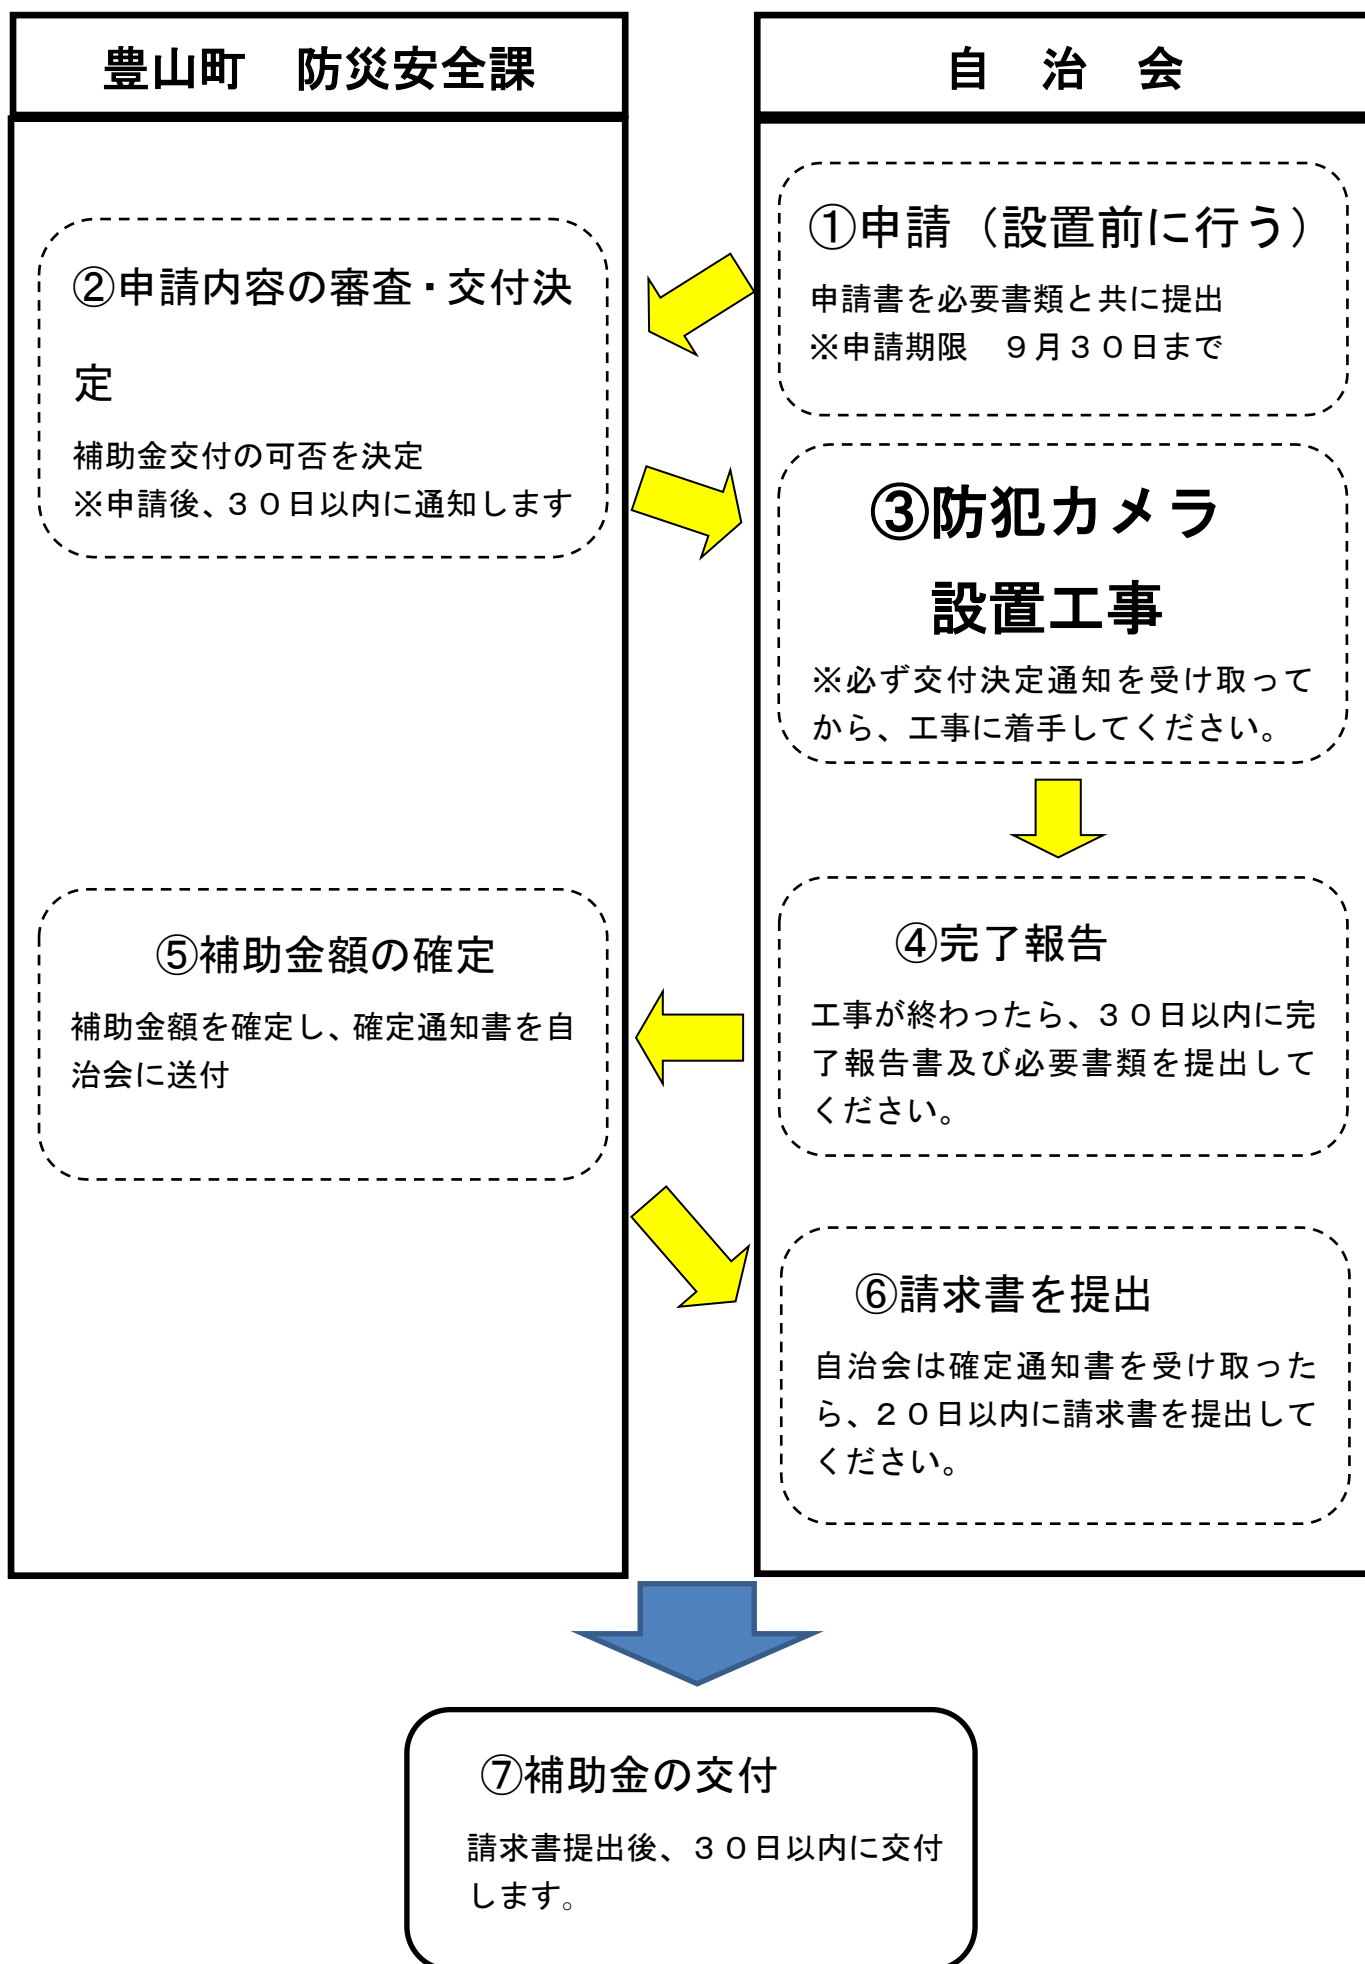 豊山町　防災安全課
自　治　会
①申請（設置前に行う）
申請書を必要書類と共に提出
※申請期限　９月３０日まで
②申請内容の審査・交付決
定
補助金交付の可否を決定
※申請後、３０日以内に通知します
③防犯カメラ
設置工事
※必ず交付決定通知を受け取って
から、工事に着手してください。
④完了報告
工事が終わったら、３０日以内に完
了報告書及び必要書類を提出して
ください。
⑤補助金額の確定
補助金額を確定し、確定通知書を自
治会に送付
⑥請求書を提出
自治会は確定通知書を受け取った
ら、２０日以内に請求書を提出して
ください。
⑦補助金の交付
請求書提出後、３０日以内に交付
します。